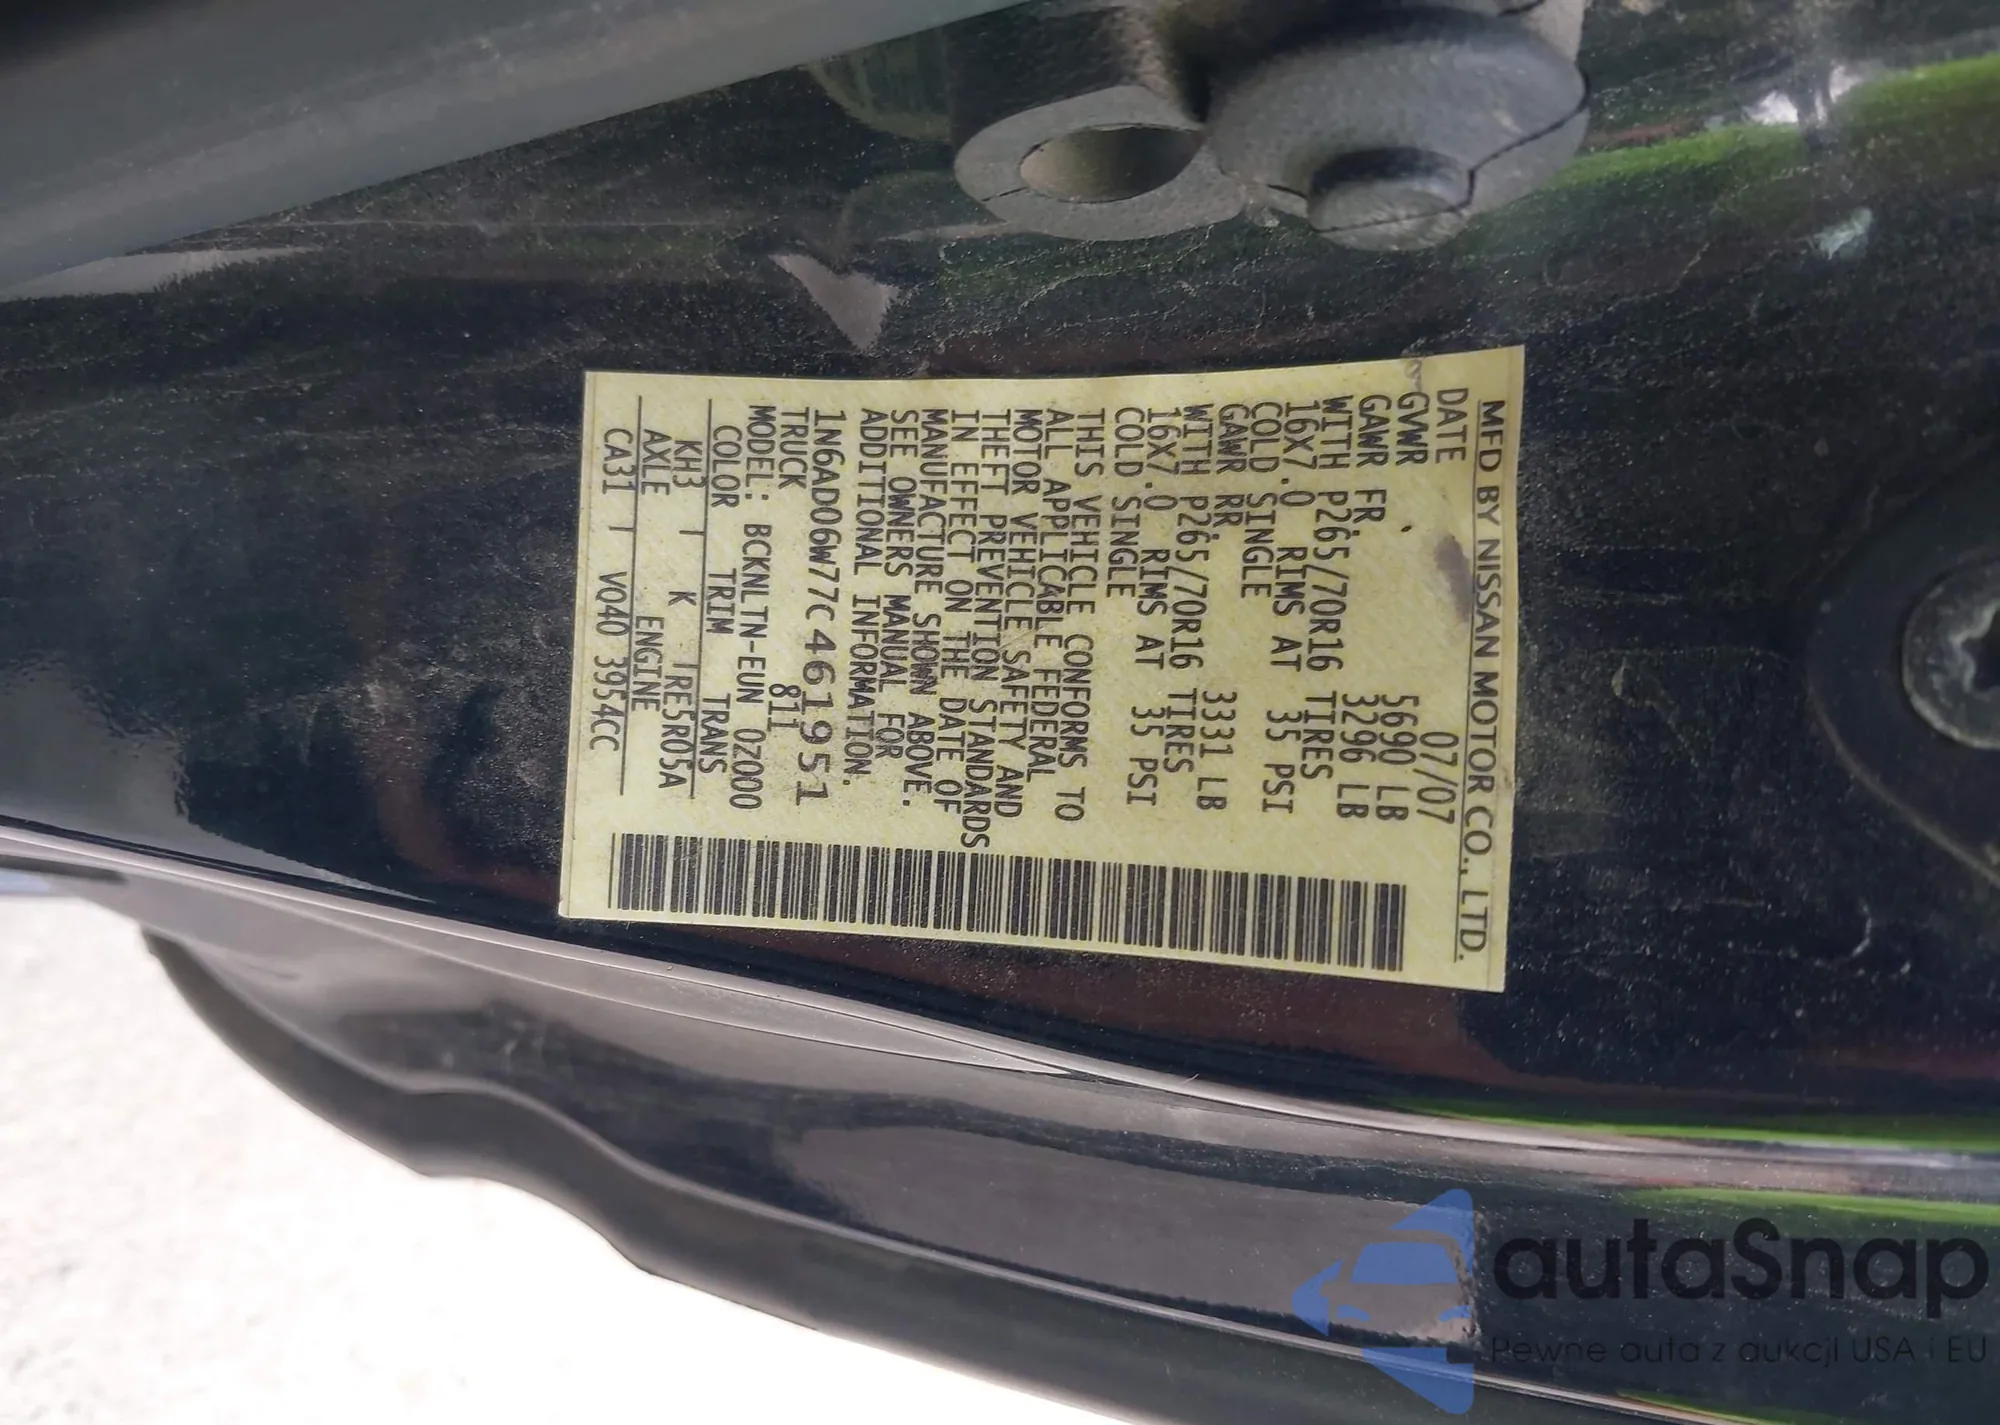 MFD BY NISSAN MOTOR CO., LTD.
DATE 07/07
GVWR 5690 LB
GAWR FR. 3296 LB
WITH P265/70R16 TIRES
16X7.0 RIMS AT 35 PSI
COLD SINGLE
GAWR RR. 3331 LB
WITH P265/70R16 TIRES
16X7.0 RIMS AT 35 PSI
COLD SINGLE
THIS VEHICLE CONFORMS TO
ALL APPLICABLE FEDERAL
MOTOR VEHICLE SAFETY AND
THEFT PREVENTION STANDARDS
IN EFFECT ON THE DATE OF
MANUFACTURE SHOWN ABOVE.
SEE OWNERS MANUAL FOR
ADDITIONAL INFORMATION.
1N6AD06W77C461951
TRUCK 811
MODEL: BCKNLTN-EUN 0Z000
COLOR TRIM TRANS
KH3 K TRE5R05A
AXLE ENGINE
CA31 VQ40 3954CC
autaSnap
Pewne auta z aukcji USA i EU